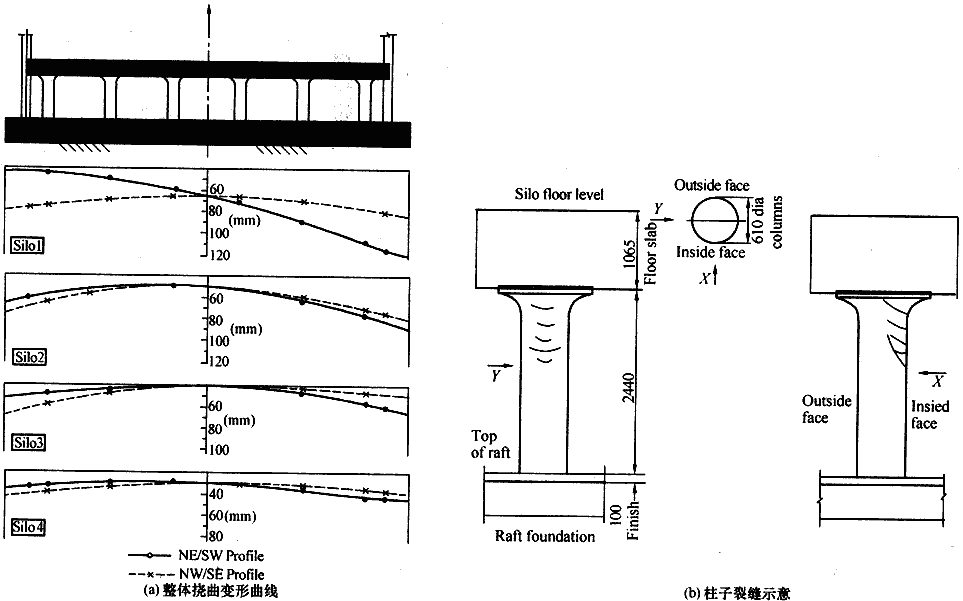 60
80
(mm)
100
120
Silo1
60
80
(mm)
100
120
Silo2
60
80
(mm)
100
Silo3
40
60
(mm)
80
Silo4
NE/SW Profile
NW/SE Profile
(a) 整体挠曲变形曲线
Silo floor level
1065
Floor slab
Y
Outside face
Inside face
X
610 dia
columns
2440
Y
Top
of raft
100
Finish
Raft foundation
Outside
face
Insied
face
X
(b) 柱子裂缝示意